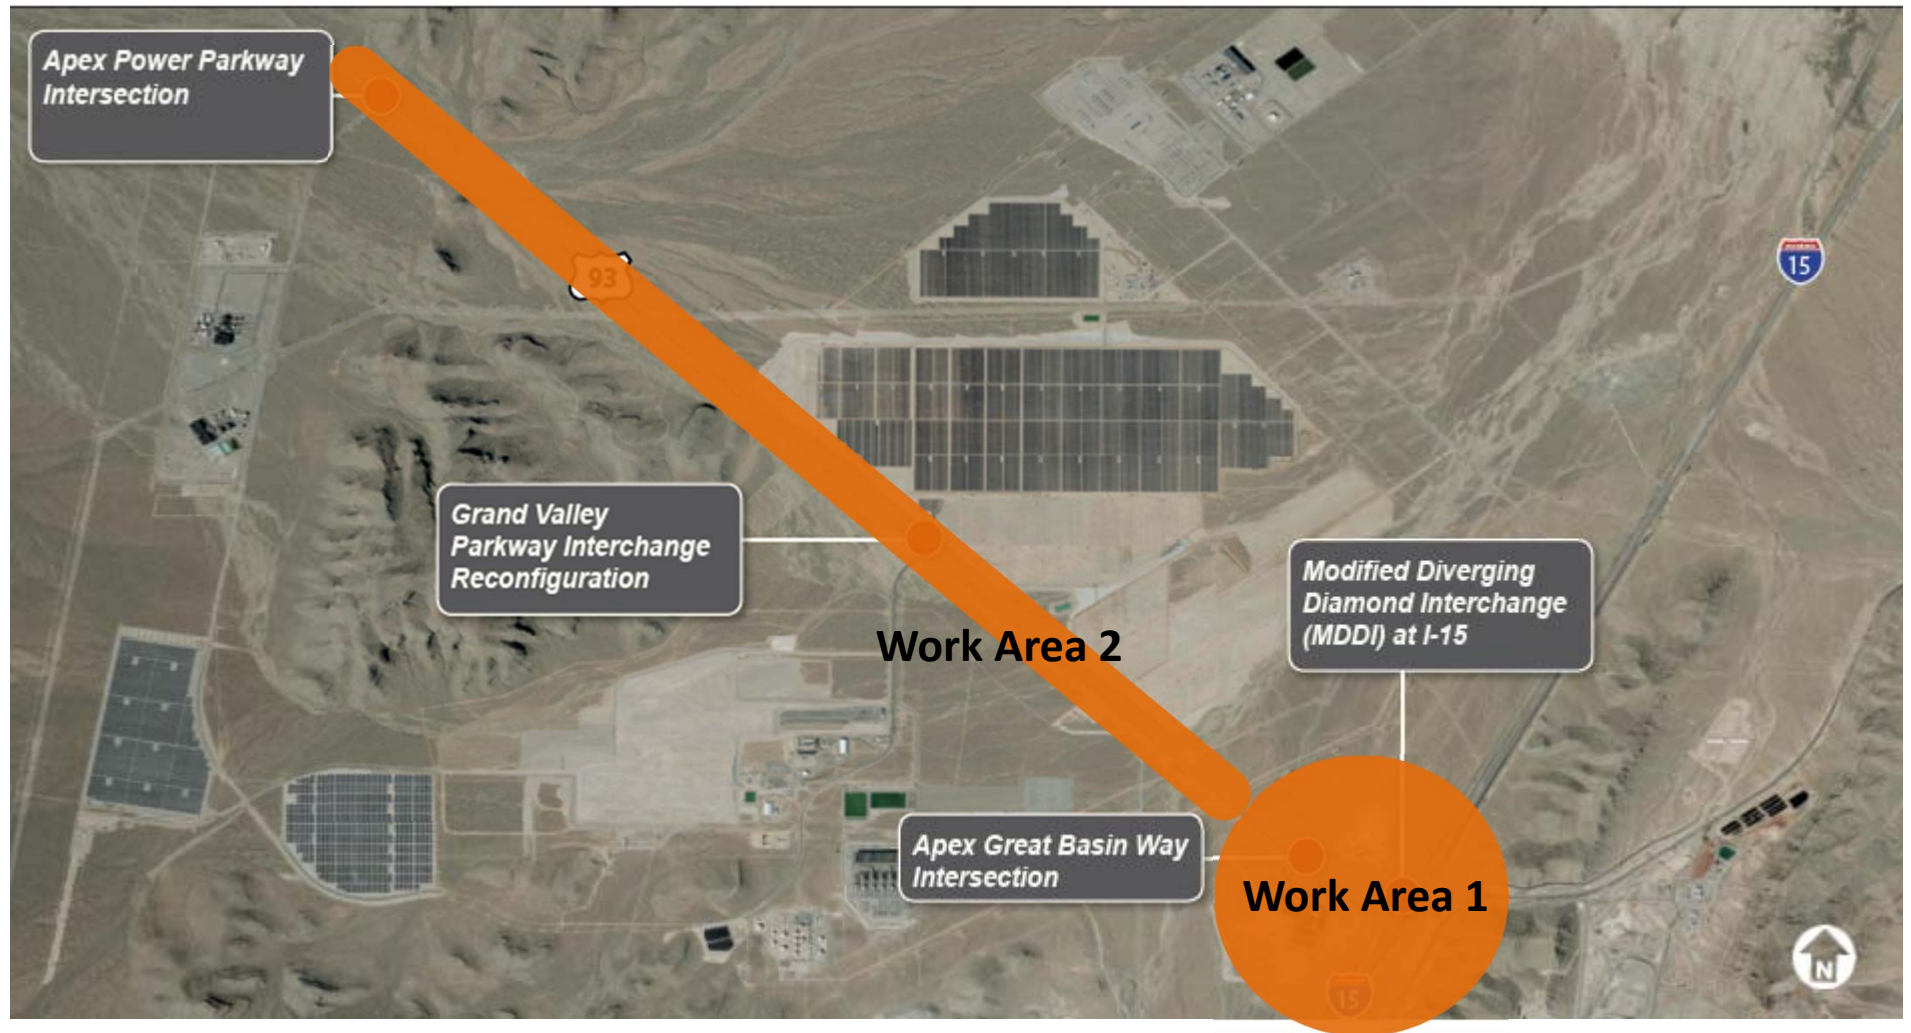 Apex Power Parkway
Intersection
93
15
Grand Valley
Parkway Interchange
Reconfiguration
Modified Diverging
Diamond Interchange
(MDDI) at I-15
Work Area 2
Apex Great Basin Way
Intersection
Work Area 1
15
N